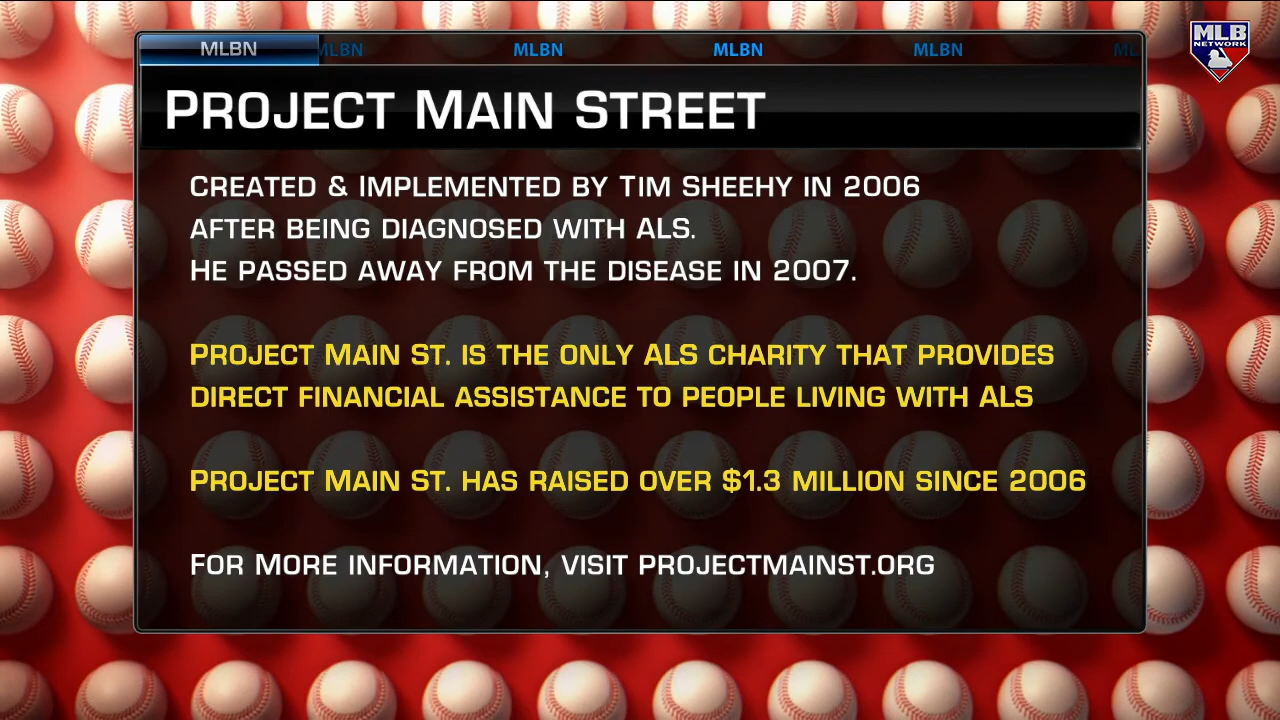 MLBN MLBN MLBN MLBN MLBN
MLB
NETWORK
PROJECT MAIN STREET
CREATED & IMPLEMENTED BY TIM SHEEHY IN 2006
AFTER BEING DIAGNOSED WITH ALS.
HE PASSED AWAY FROM THE DISEASE IN 2007.
PROJECT MAIN ST. IS THE ONLY ALS CHARITY THAT PROVIDES
DIRECT FINANCIAL ASSISTANCE TO PEOPLE LIVING WITH ALS
PROJECT MAIN ST. HAS RAISED OVER $1.3 MILLION SINCE 2006
FOR MORE INFORMATION, VISIT PROJECTMAINST.ORG